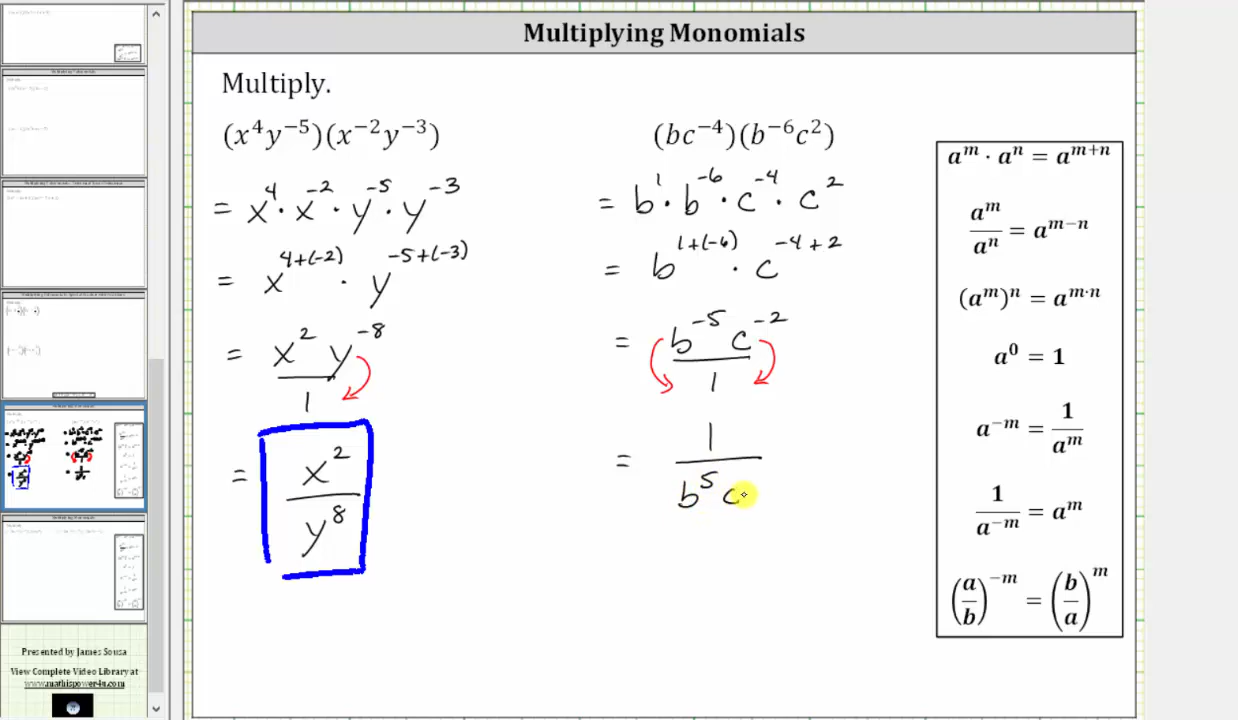 Multiplying Monomials
Multiply.
(x⁴y⁻⁵)(x⁻²y⁻³)
= x⁴ · x⁻² · y⁻⁵ · y⁻³
= x⁴⁺⁽⁻²⁾ · y⁻⁵⁺⁽⁻³⁾
= x²y⁻⁸/1
= x²/y⁸
(bc⁻⁴)(b⁻⁶c²)
= b¹ · b⁻⁶ · c⁻⁴ · c²
= b¹⁺⁽⁻⁶⁾ · c⁻⁴⁺²
= b⁻⁵c⁻²/1
= 1/b⁵c
aᵐ · aⁿ = aᵐ⁺ⁿ
aᵐ/aⁿ = aᵐ⁻ⁿ
(aᵐ)ⁿ = aᵐ·ⁿ
a⁰ = 1
a⁻ᵐ = 1/aᵐ
1/a⁻ᵐ = aᵐ
(a/b)⁻ᵐ = (b/a)ᵐ
Presented by James Sousa
View Complete Video Library at
www.mathispower4u.com